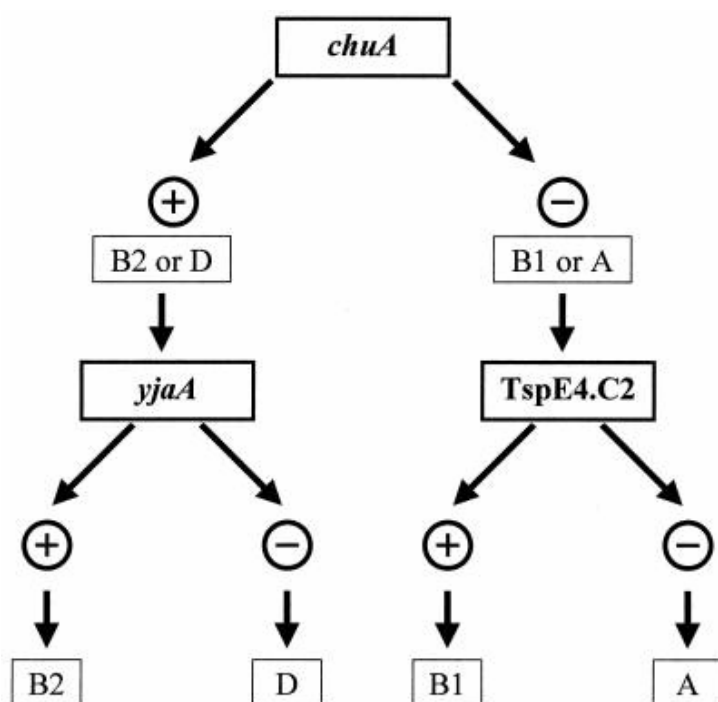 chuA
+ −
B2 or D B1 or A
yjaA TspE4.C2
+ − + −
B2 D B1 A